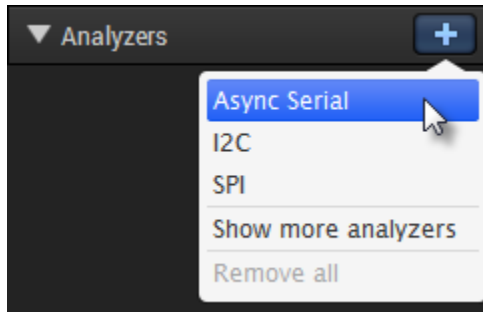 Analyzers
Async Serial
I2C
SPI
Show more analyzers
Remove all